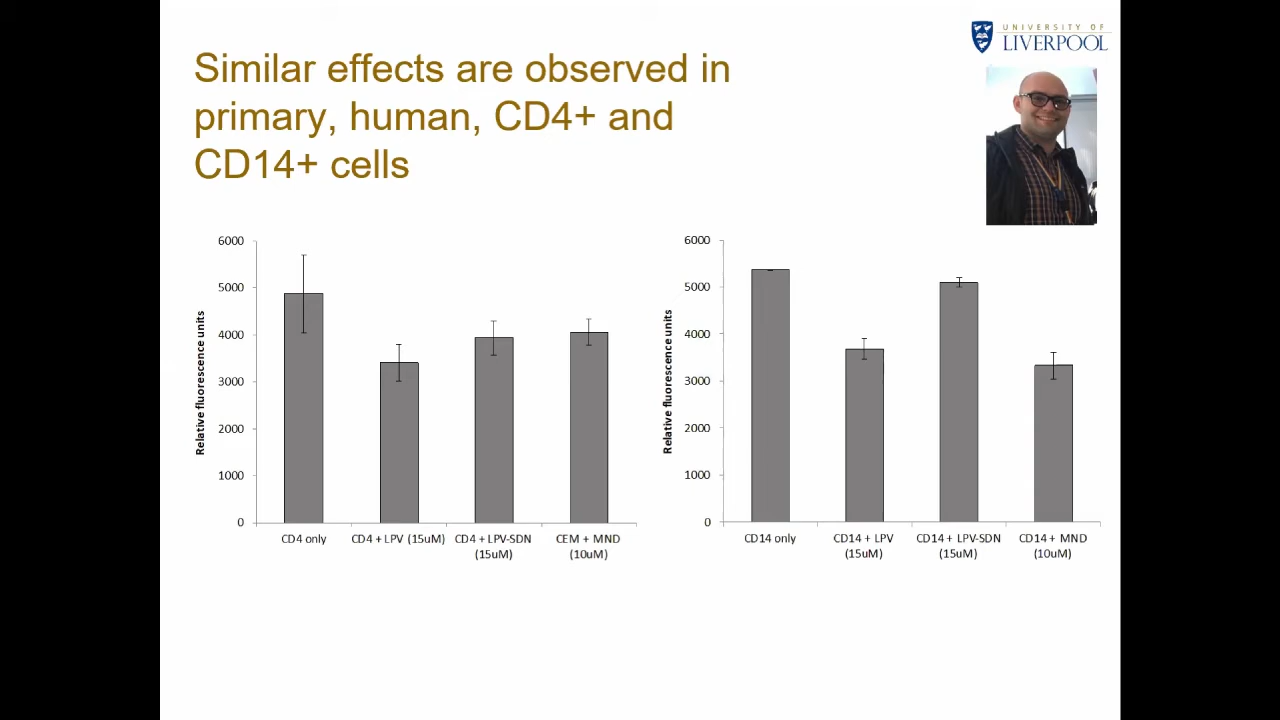 UNIVERSITY OF
LIVERPOOL
Similar effects are observed in
primary, human, CD4+ and
CD14+ cells
Relative fluorescence units
6000
5000
4000
3000
2000
1000
0
CD4 only
CD4 + LPV (15uM)
CD4 + LPV-SDN
(15uM)
CEM + MND
(10uM)
Relative fluorescence units
6000
5000
4000
3000
2000
1000
0
CD14 only
CD14 + LPV
(15uM)
CD14 + LPV-SDN
(15uM)
CD14 + MND
(10uM)